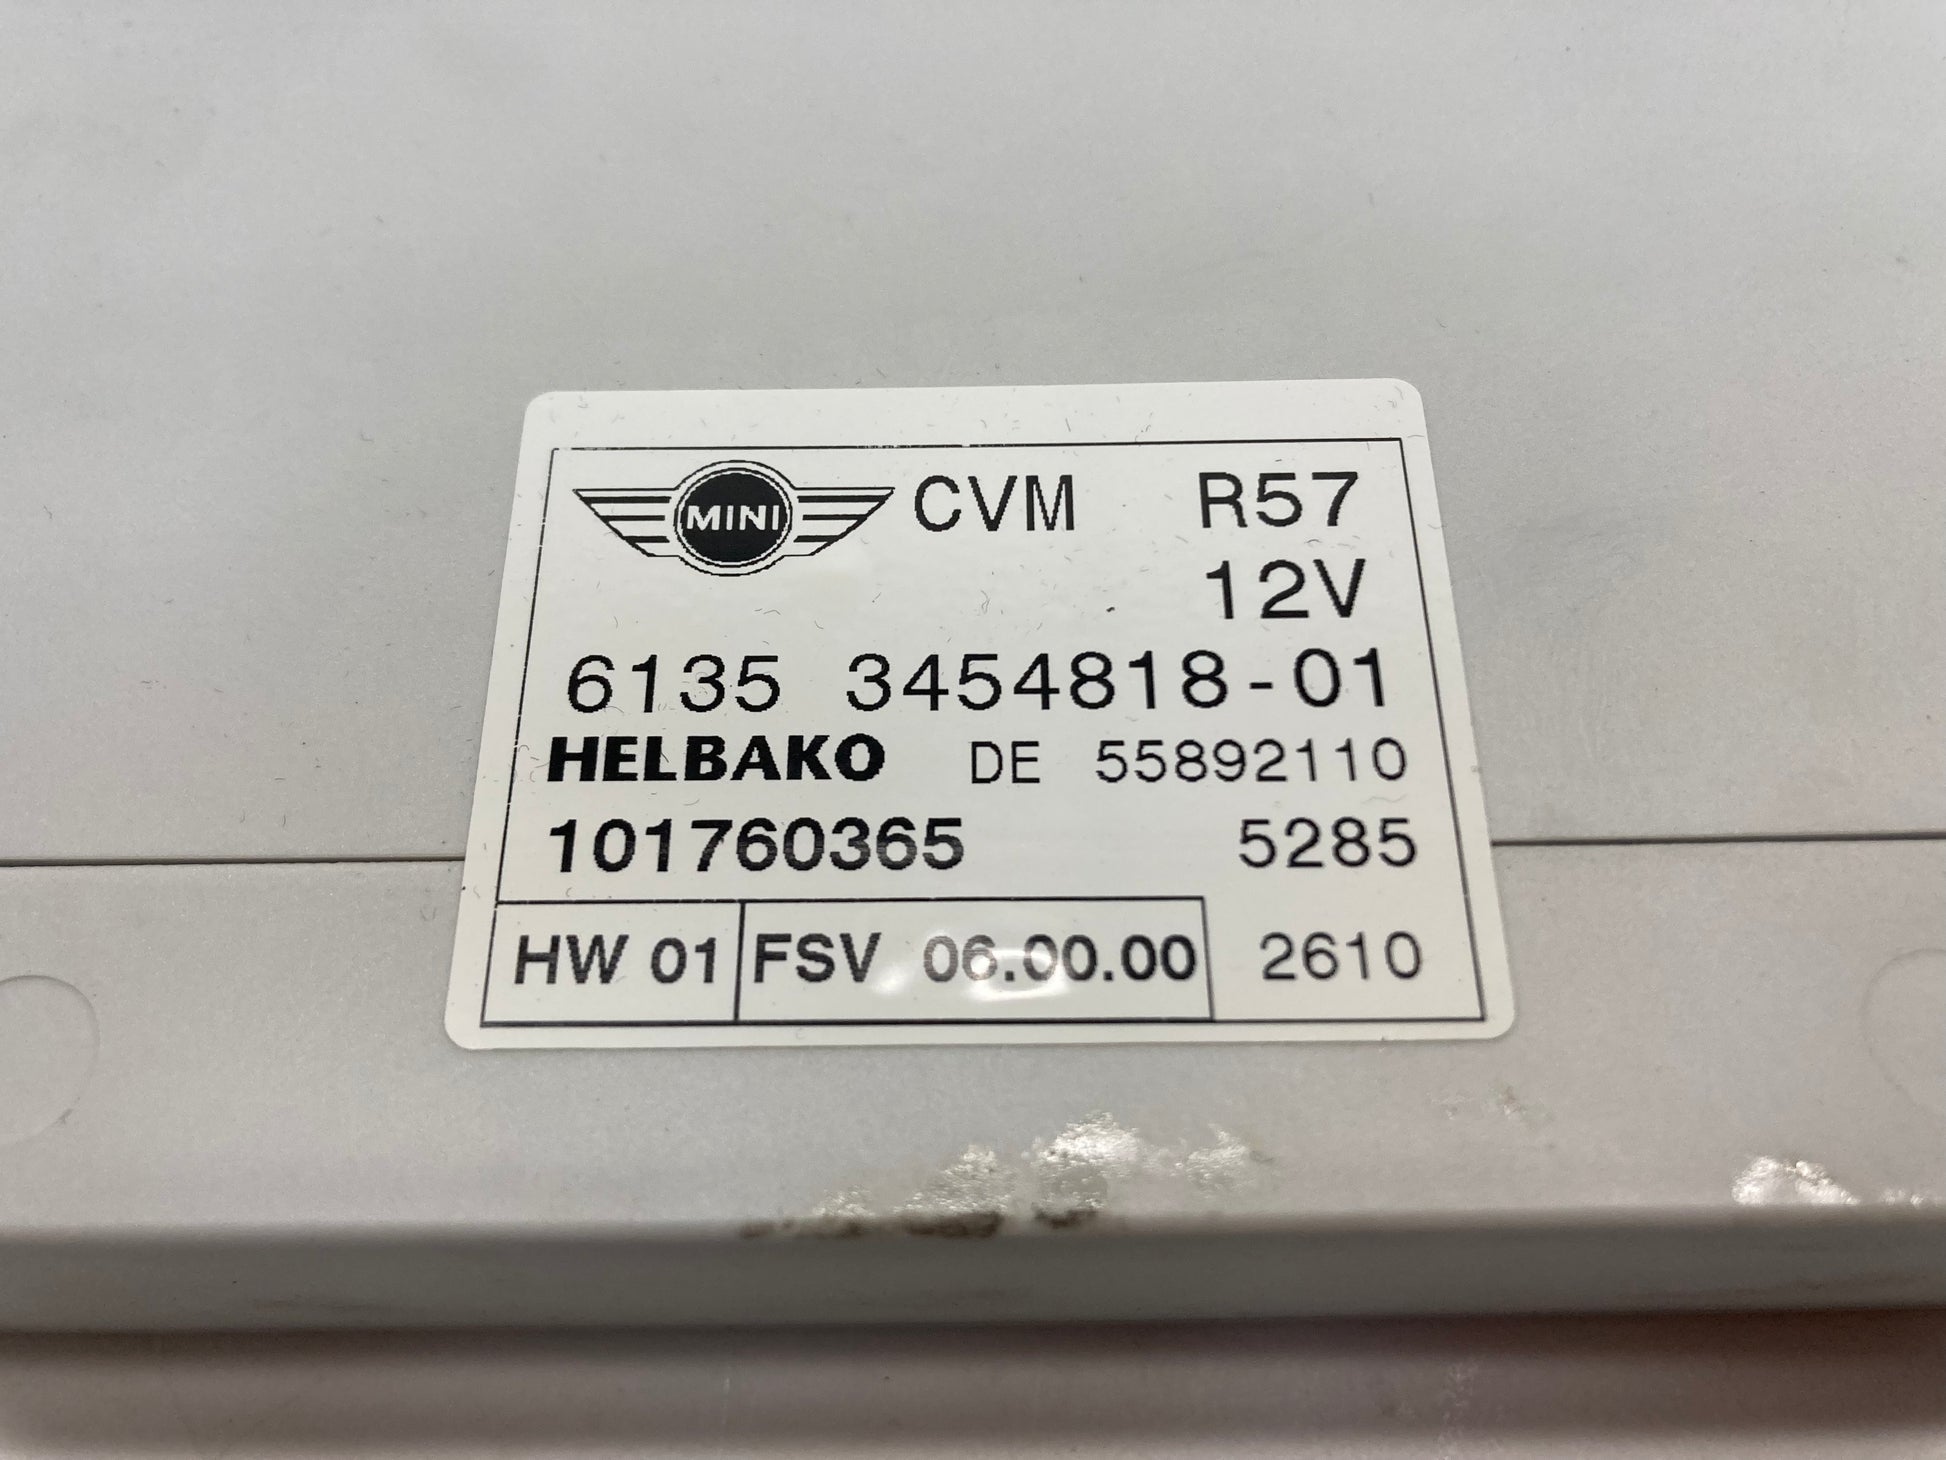 MINI CVM R57
12V
6135 3454818-01
HELBAKO DE 55892110
101760365 5285
HW 01 FSV 06.00.00 2610